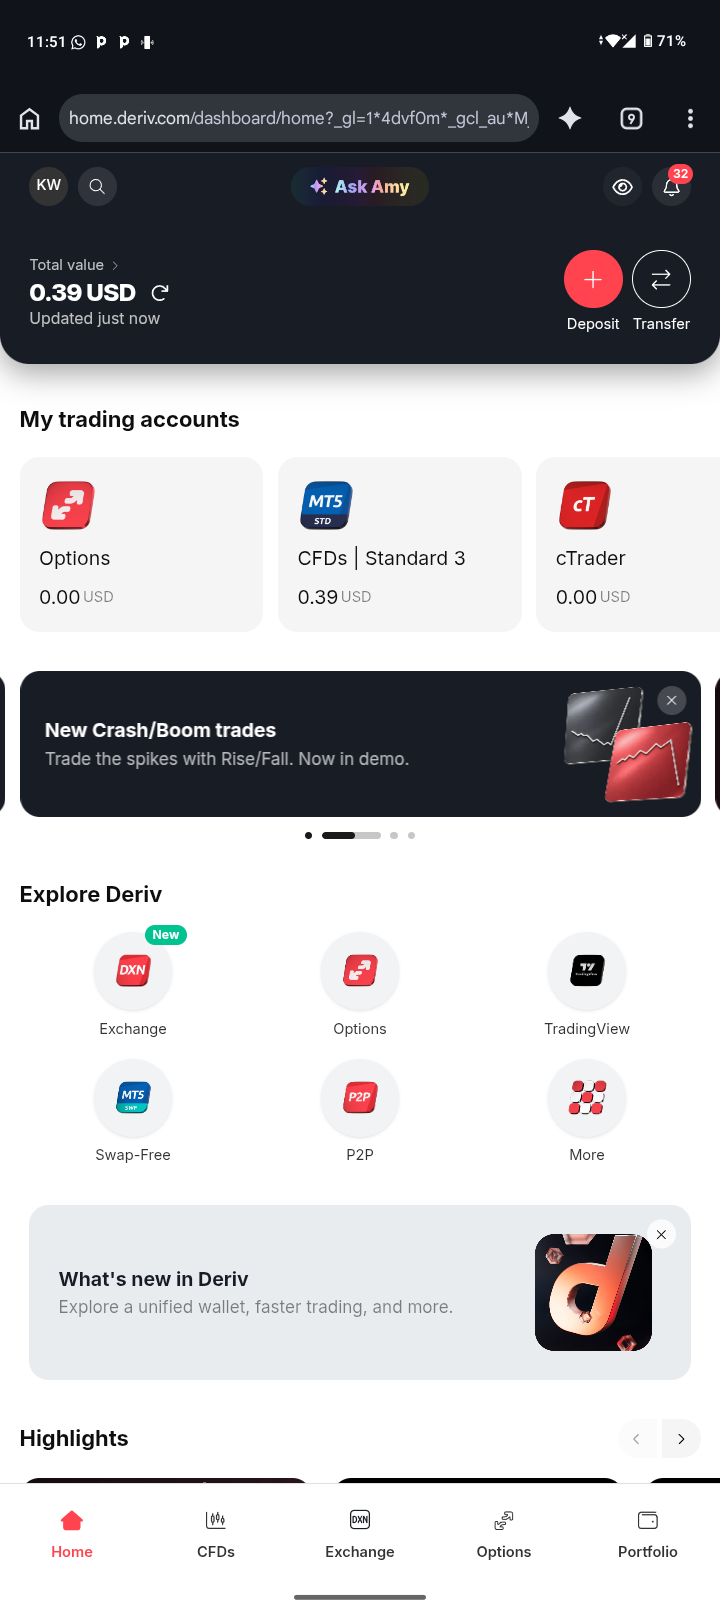 11:51
71%
home.deriv.com/dashboard/home?_gl=1*4dvf0m*_gcl_au*M
9
KW
Ask Amy
32
Total value
0.39 USD
Updated just now
Deposit
Transfer
My trading accounts
MT5
STD
cT
Options
CFDs | Standard 3
cTrader
0.00 USD
0.39 USD
0.00 USD
New Crash/Boom trades
Trade the spikes with Rise/Fall. Now in demo.
Explore Deriv
New
DXN
TradingView
Exchange
Options
TradingView
MT5
SWF
P2P
Swap-Free
P2P
More
What's new in Deriv
Explore a unified wallet, faster trading, and more.
Highlights
DXN
Home
CFDs
Exchange
Options
Portfolio